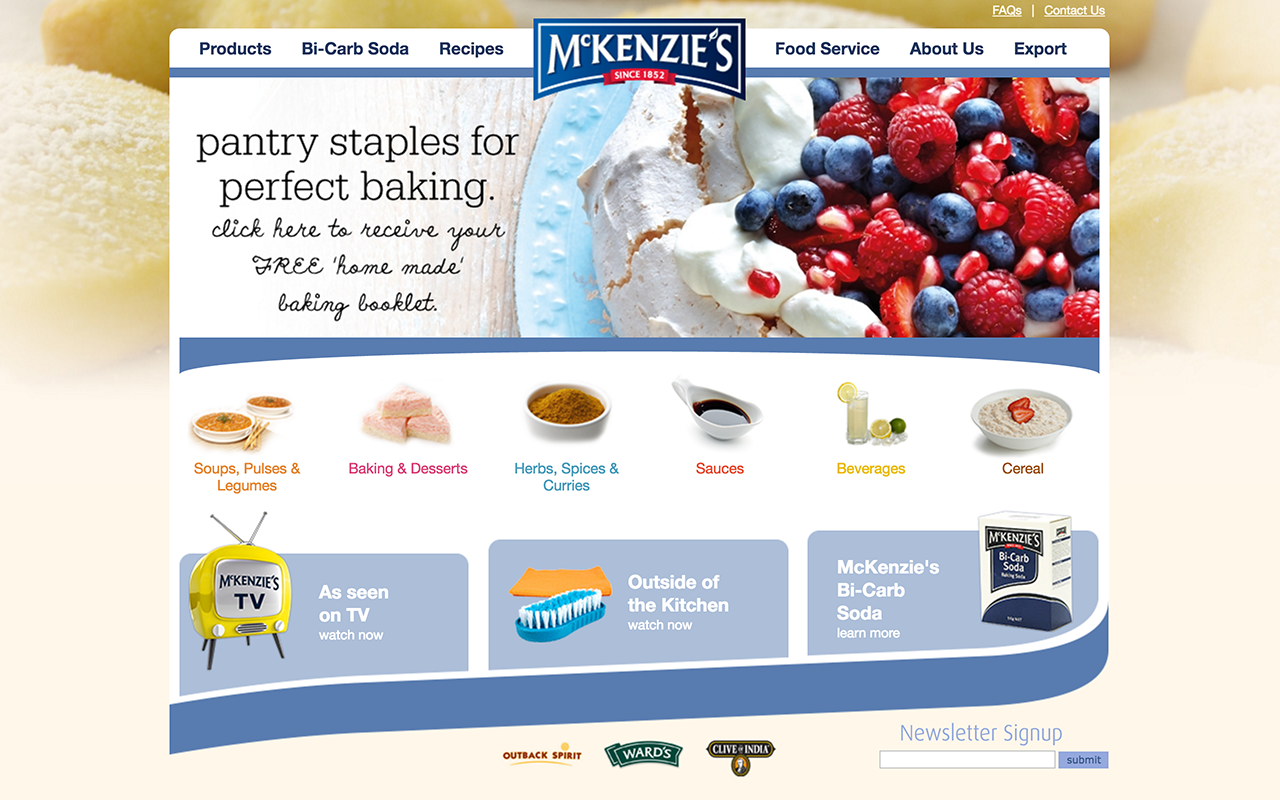 FAQs | Contact Us
Products Bi-Carb Soda Recipes McKENZIE'S Food Service About Us Export
SINCE 1852
pantry staples for
perfect baking.
click here to receive your
FREE 'home made'
baking booklet.
Soups, Pulses &
Legumes
Baking & Desserts
Herbs, Spices &
Curries
Sauces
Beverages
Cereal
McKENZIE'S
TV
As seen
on TV
watch now
Outside of
the Kitchen
watch now
McKenzie's
Bi-Carb
Soda
learn more
McKENZIE'S
Bi-Carb
Soda
Baking Soda
Newsletter Signup
submit
OUTBACK SPIRIT
WARD'S
CLIVE OF INDIA